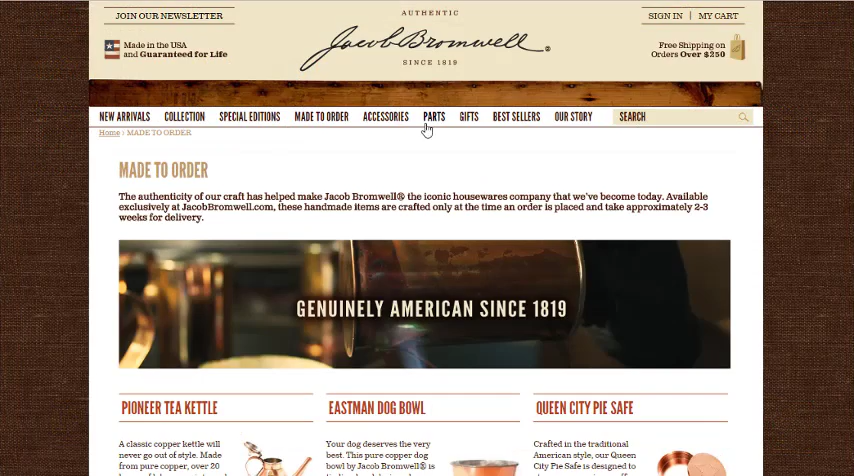 JOIN OUR NEWSLETTER
AUTHENTIC
Jacob Bromwell®
SINCE 1819
SIGN IN | MY CART
Made in the USA
and Guaranteed for Life
Free Shipping on
Orders Over $250
NEW ARRIVALS COLLECTION SPECIAL EDITIONS MADE TO ORDER ACCESSORIES PARTS GIFTS BEST SELLERS OUR STORY SEARCH
Home > MADE TO ORDER
MADE TO ORDER
The authenticity of our craft has helped make Jacob Bromwell® the iconic housewares company that we've become today. Available
exclusively at JacobBromwell.com, these handmade items are crafted only at the time an order is placed and take approximately 2-3
weeks for delivery.
GENUINELY AMERICAN SINCE 1819
PIONEER TEA KETTLE
A classic copper kettle will
never go out of style. Made
from pure copper, over 20
EASTMAN DOG BOWL
Your dog deserves the very
best. This pure copper dog
bowl by Jacob Bromwell® is
QUEEN CITY PIE SAFE
Crafted in the traditional
American style, our Queen
City Pie Safe is designed to